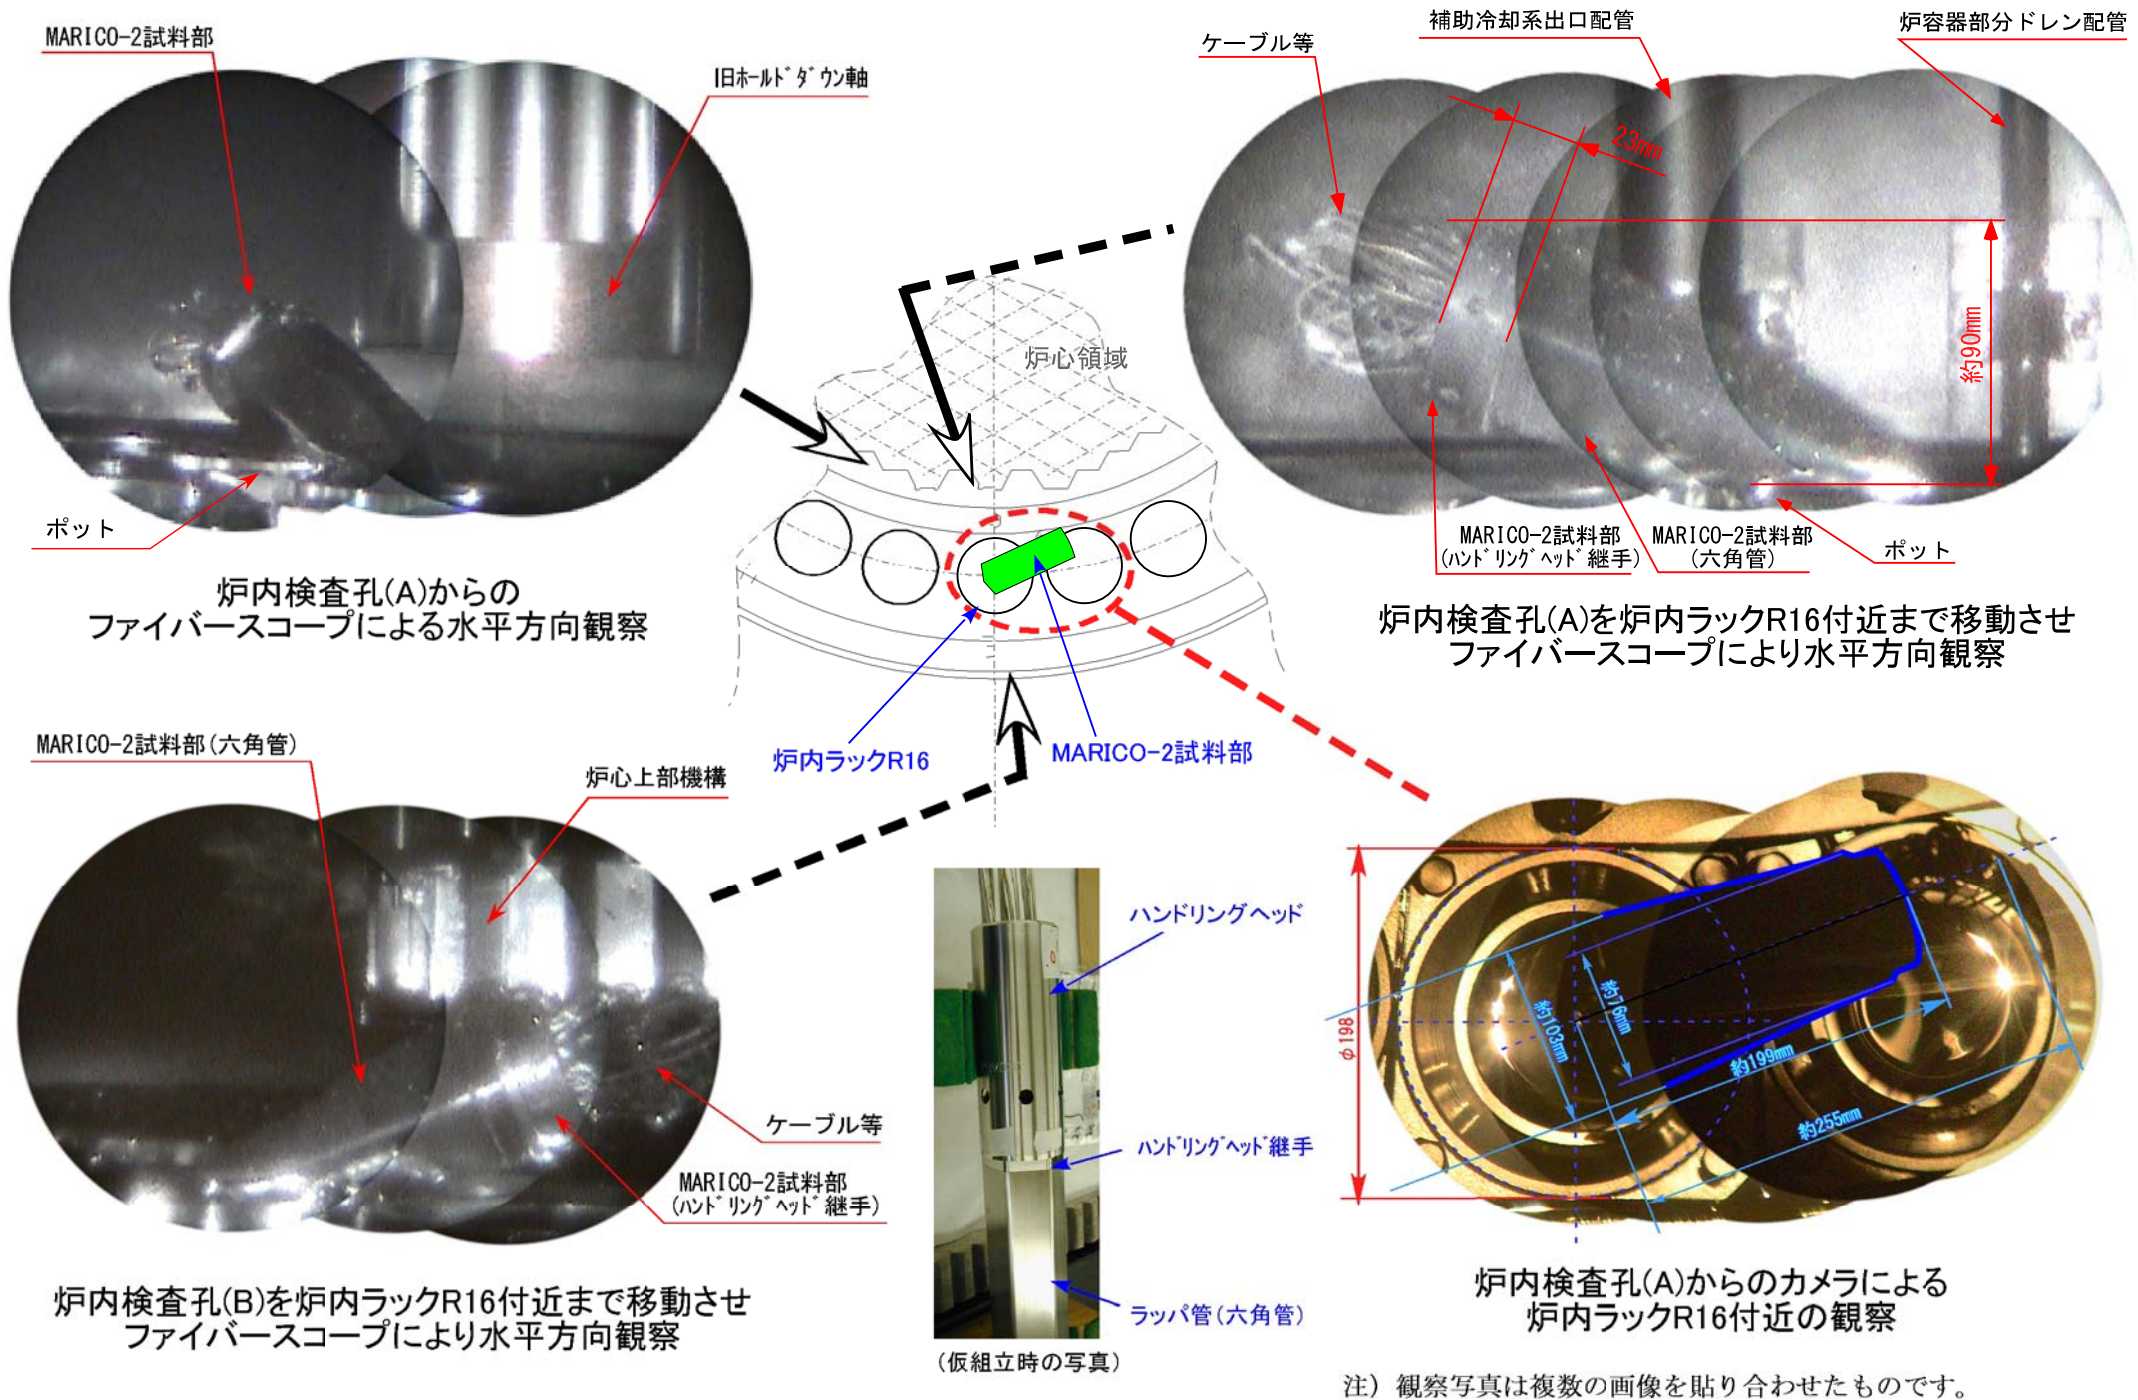 MARICO-2試料部
旧ホールドダウン軸
ポット
炉内検査孔(A)からの
ファイバースコープによる水平方向観察
ケーブル等
補助冷却系出口配管
炉容器部分ドレン配管
23mm
約90mm
MARICO-2試料部
(ハンドリングヘッド継手)
MARICO-2試料部
(六角管)
ポット
炉内検査孔(A)を炉内ラックR16付近まで移動させ
ファイバースコープにより水平方向観察
炉心領域
炉内ラックR16
MARICO-2試料部
MARICO-2試料部(六角管)
炉心上部機構
ケーブル等
MARICO-2試料部
(ハンドリングヘッド継手)
炉内検査孔(B)を炉内ラックR16付近まで移動させ
ファイバースコープにより水平方向観察
ハンドリングヘッド
ハンドリングヘッド継手
ラッパ管(六角管)
(仮組立時の写真)
φ198
約103mm
約76mm
約199mm
約255mm
炉内検査孔(A)からのカメラによる
炉内ラックR16付近の観察
注) 観察写真は複数の画像を貼り合わせたものです。